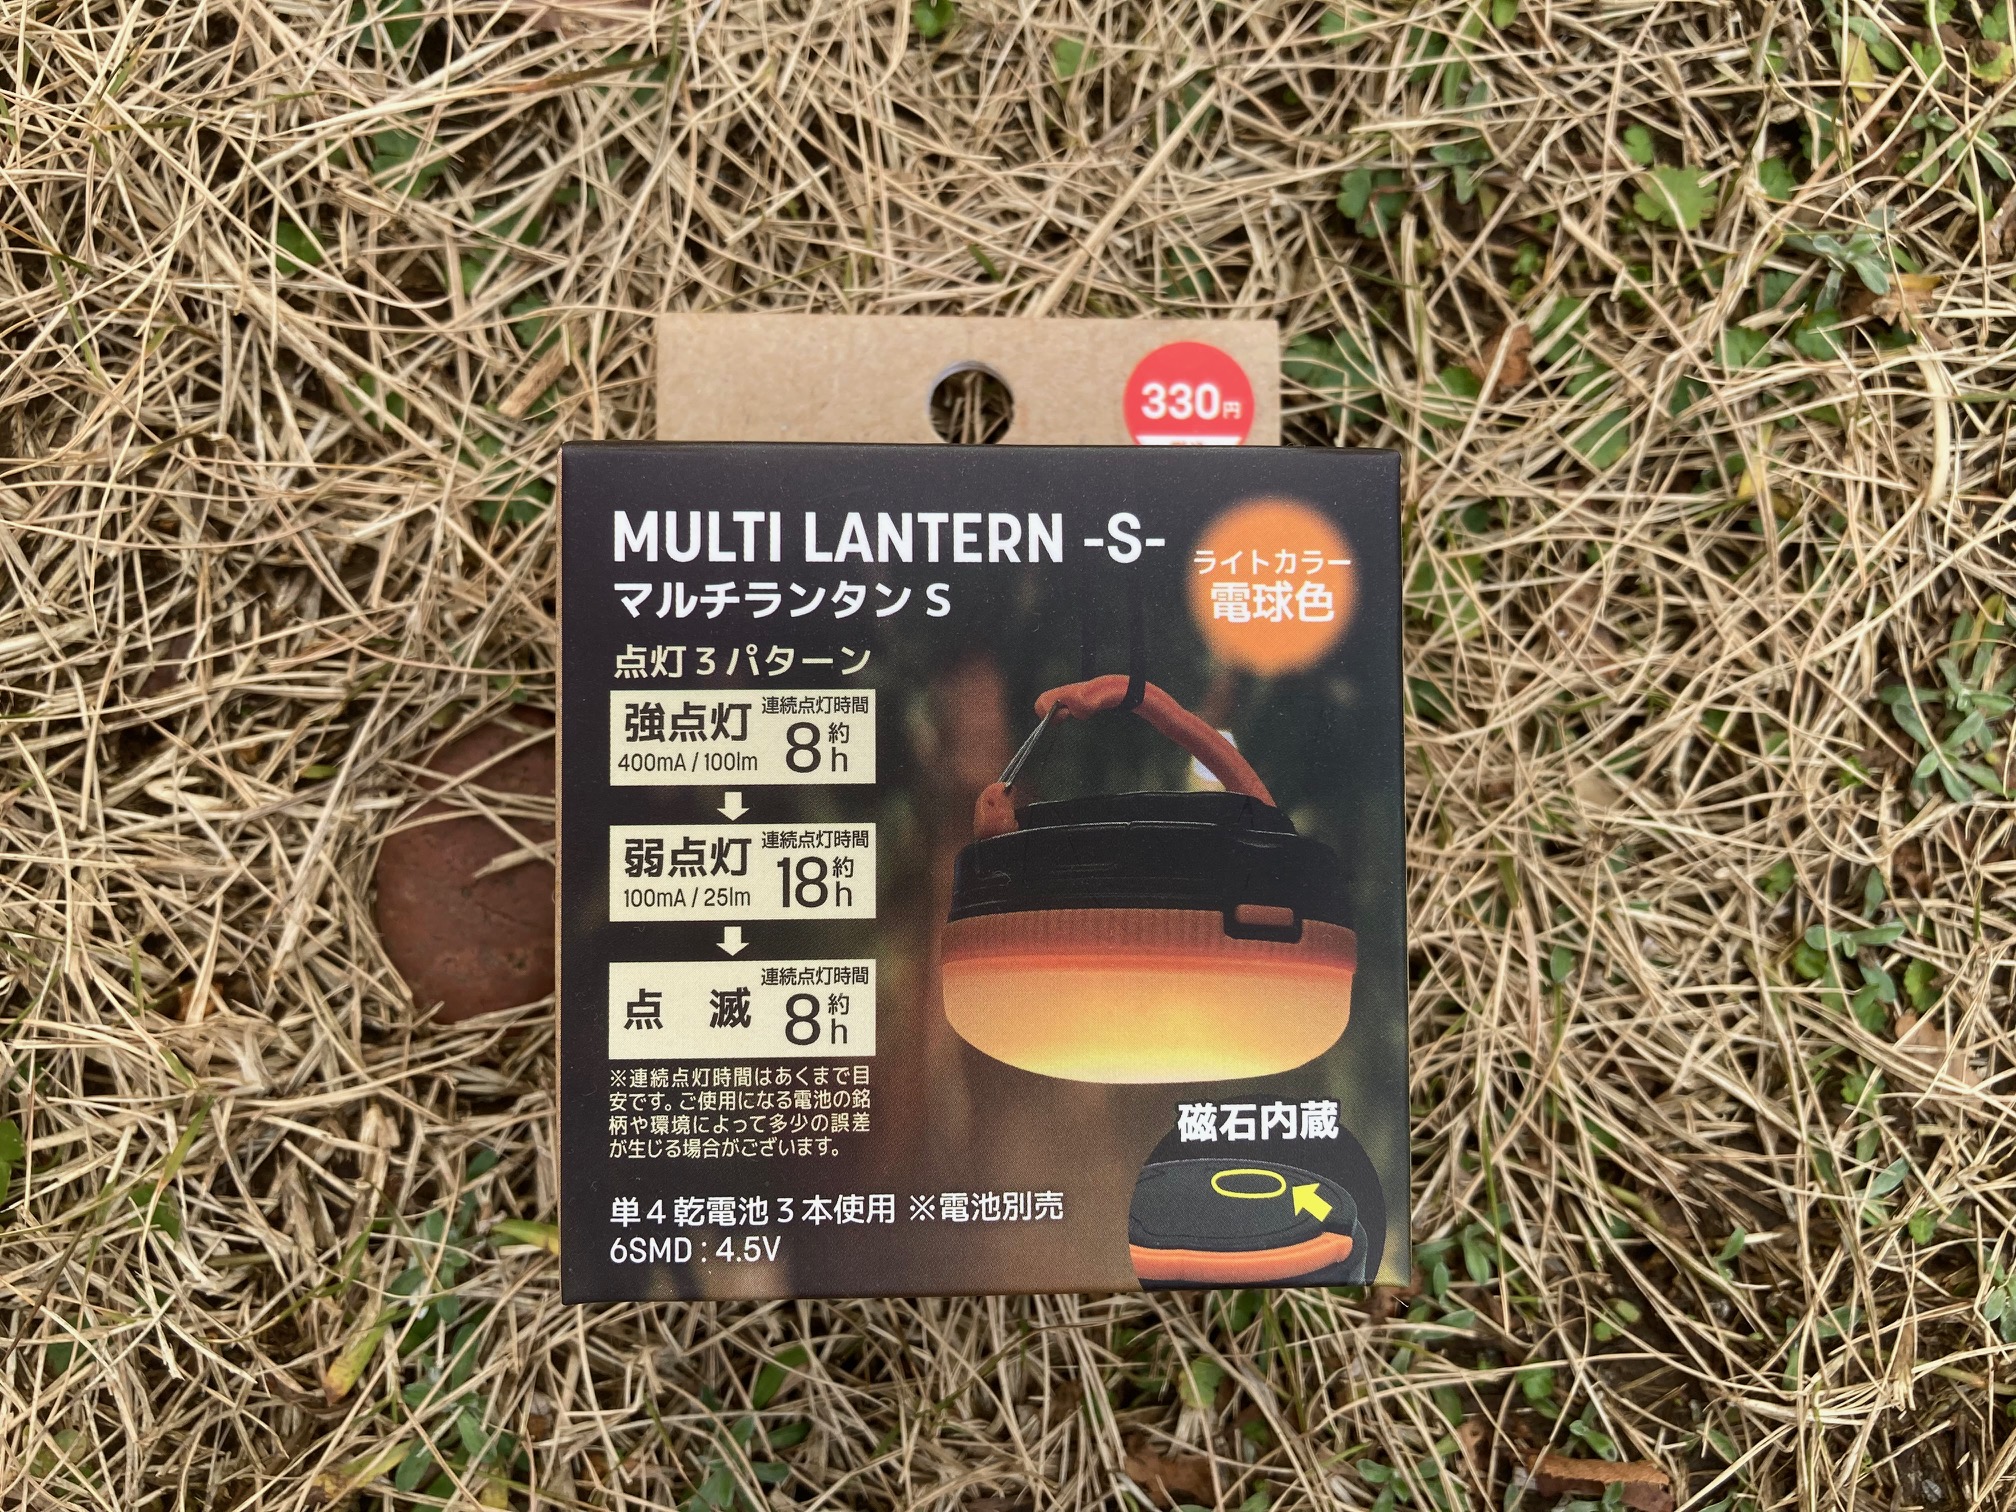 330円
MULTI LANTERN -S-
マルチランタン S
ライトカラー
電球色
点灯3パターン
強点灯
400mA / 100lm
連続点灯時間
約8h
弱点灯
100mA / 25lm
連続点灯時間
約18h
点 滅
連続点灯時間
約8h
※連続点灯時間はあくまで目
安です。ご使用になる電池の銘
柄や環境によって多少の誤差
が生じる場合がございます。
磁石内蔵
単4乾電池3本使用 ※電池別売
6SMD : 4.5V